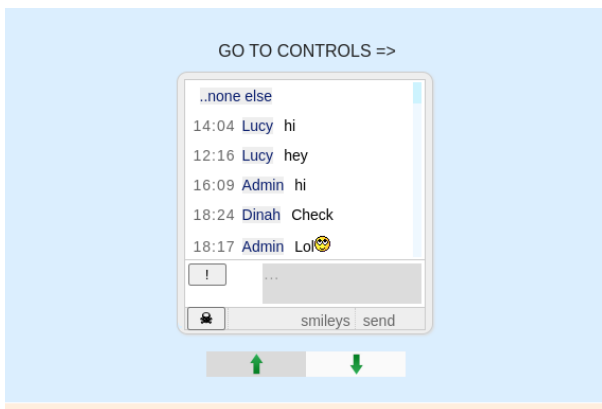 GO TO CONTROLS =>
..none else
14:04 Lucy hi
12:16 Lucy hey
16:09 Admin hi
18:24 Dinah Check
18:17 Admin Lol
!
...
smileys send